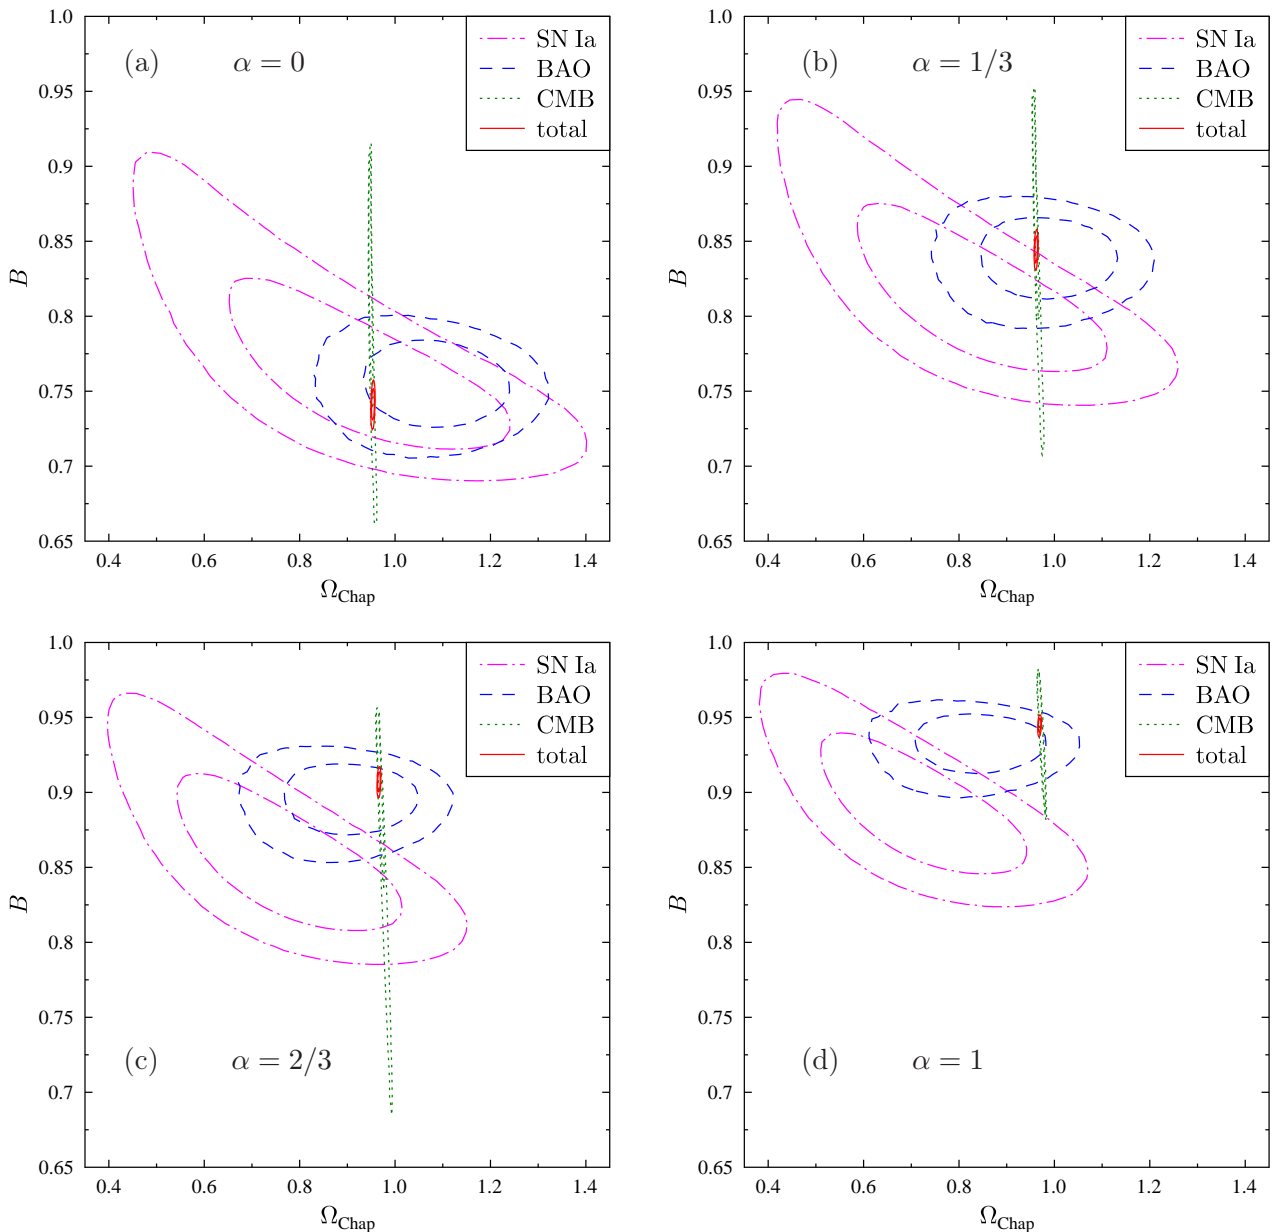 (a) α = 0
SN Ia
BAO
CMB
total
1.0
0.95
0.9
0.85
0.8
0.75
0.7
0.65
B
0.4 0.6 0.8 1.0 1.2 1.4
Ω_Chap
(b) α = 1/3
SN Ia
BAO
CMB
total
1.0
0.95
0.9
0.85
0.8
0.75
0.7
0.65
B
0.4 0.6 0.8 1.0 1.2 1.4
Ω_Chap
SN Ia
BAO
CMB
total
1.0
0.95
0.9
0.85
0.8
0.75
0.7
0.65
B
(c) α = 2/3
0.4 0.6 0.8 1.0 1.2 1.4
Ω_Chap
SN Ia
BAO
CMB
total
1.0
0.95
0.9
0.85
0.8
0.75
0.7
0.65
B
(d) α = 1
0.4 0.6 0.8 1.0 1.2 1.4
Ω_Chap